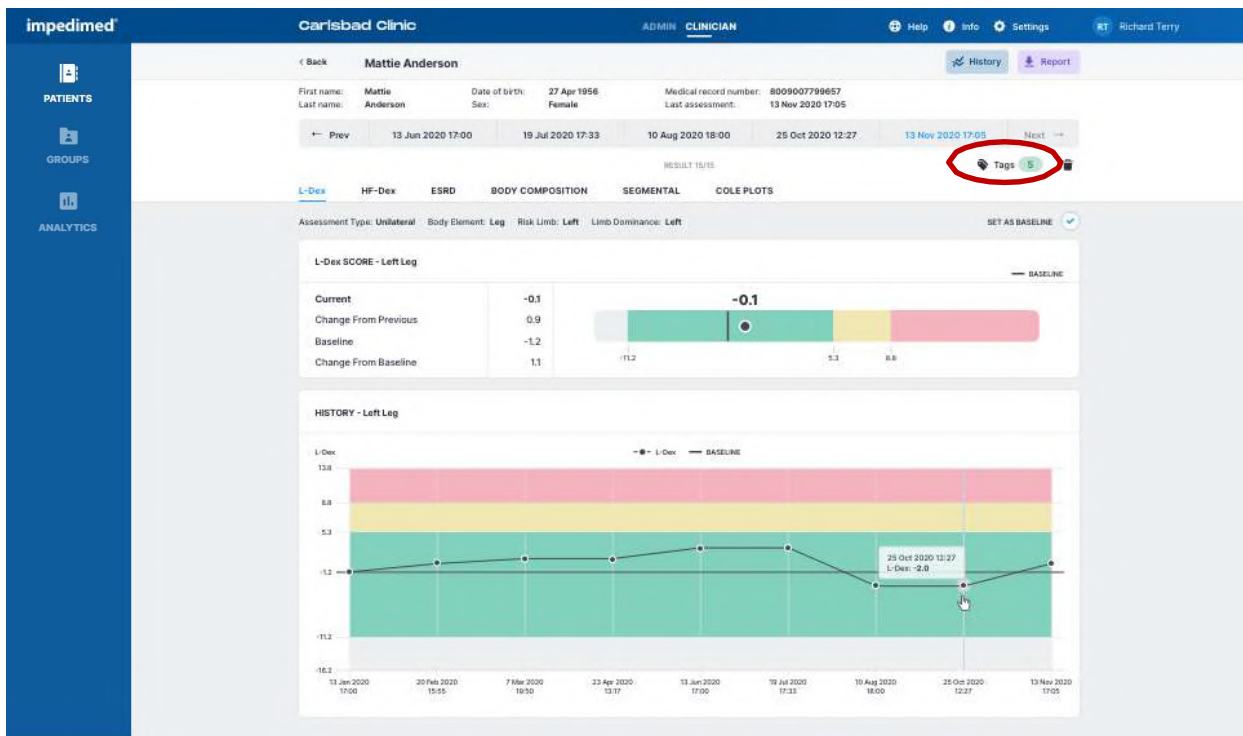 impedimed®
Carlsbad Clinic
ADMIN CLINICIAN
Help Info Settings
RT Richard Terry
PATIENTS
GROUPS
ANALYTICS
‹ Back Mattie Anderson
History Report
First name: Mattie Date of birth: 27 Apr 1956 Medical record number: 8009007799657
Last name: Anderson Sex: Female Last assessment: 13 Nov 2020 17:05
← Prev 13 Jun 2020 17:00 19 Jul 2020 17:33 10 Aug 2020 18:00 25 Oct 2020 12:27 13 Nov 2020 17:05 Next →
RESULT 15/15
Tags 5
L-Dex HF-Dex ESRD BODY COMPOSITION SEGMENTAL COLE PLOTS
Assessment Type: Unilateral Body Element: Leg Risk Limb: Left Limb Dominance: Left SET AS BASELINE
L-Dex SCORE - Left Leg
BASELINE
Current -0.1
Change From Previous 0.9
Baseline -1.2
Change From Baseline 1.1
-0.1
-11.2 5.3 8.8
HISTORY - Left Leg
L-Dex
L-Dex BASELINE
13.8
8.8
5.3
-1.2
-11.2
-16.2
25 Oct 2020 12:27
L-Dex: -2.0
13 Jan 2020 20 Feb 2020 7 Mar 2020 23 Apr 2020 13 Jun 2020 19 Jul 2020 10 Aug 2020 25 Oct 2020 13 Nov 2020
17:00 15:55 19:50 13:17 17:00 17:33 18:00 12:27 17:05